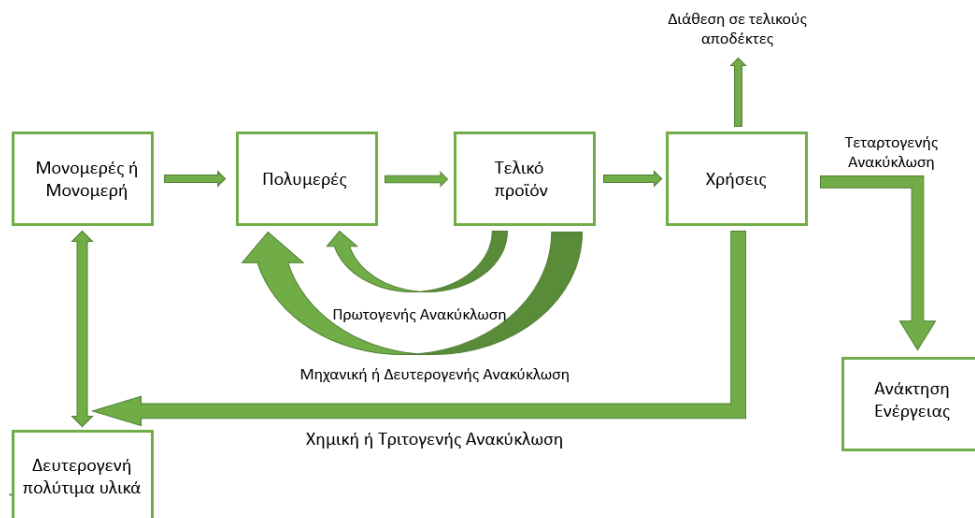 Διάθεση σε τελικούς
αποδέκτες
Μονομερές ή
Μονομερή
Πολυμερές
Τελικό
προϊόν
Χρήσεις
Τεταρτογενής
Ανακύκλωση
Πρωτογενής Ανακύκλωση
Μηχανική ή Δευτερογενής Ανακύκλωση
Ανάκτηση
Ενέργειας
Χημική ή Τριτογενής Ανακύκλωση
Δευτερογενή
πολύτιμα υλικά